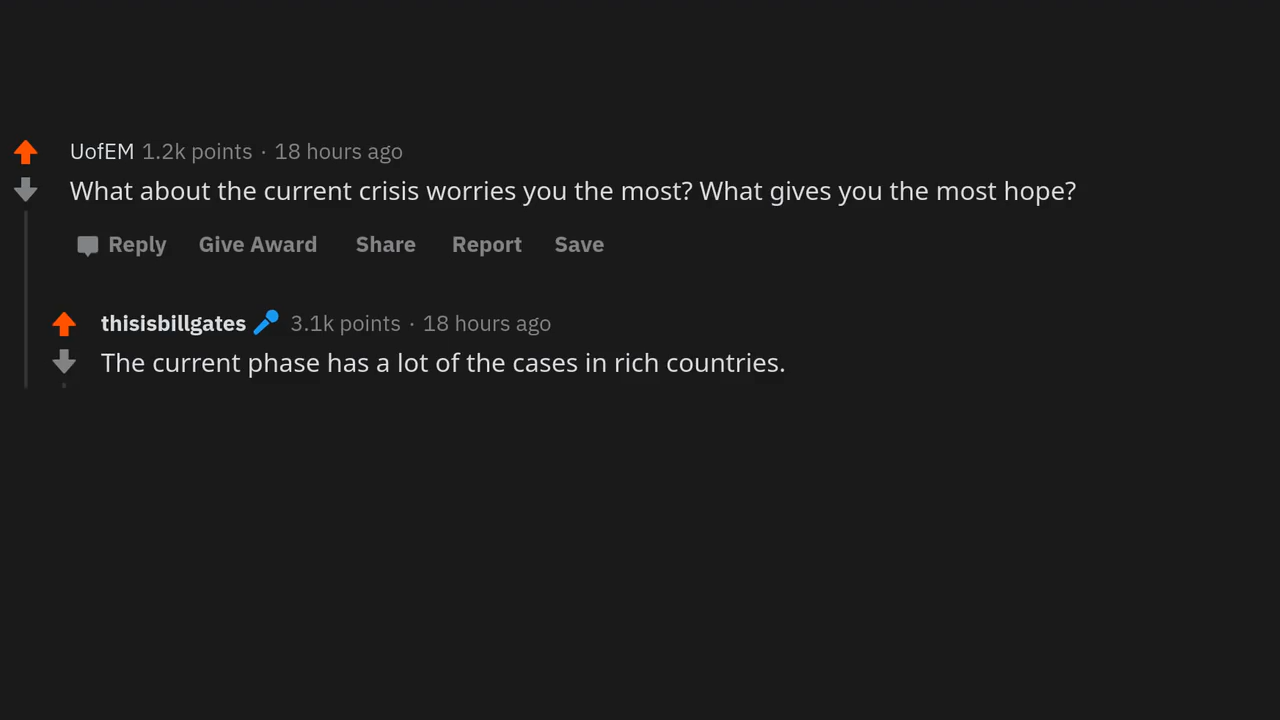 UofEM 1.2k points · 18 hours ago
What about the current crisis worries you the most? What gives you the most hope?
Reply Give Award Share Report Save
thisisbillgates 3.1k points · 18 hours ago
The current phase has a lot of the cases in rich countries.